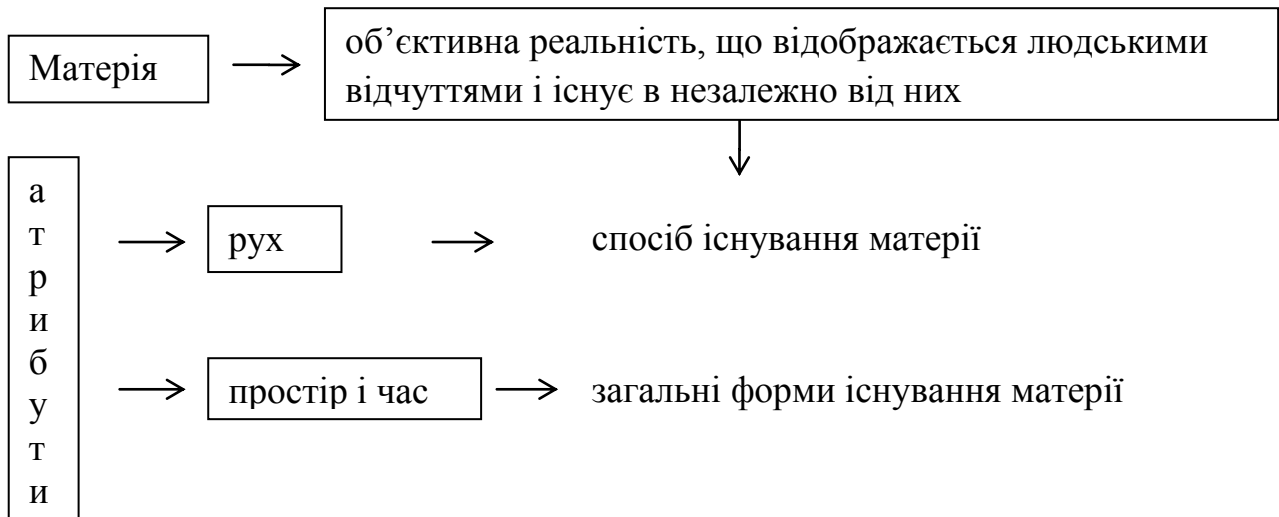 Матерія
об’єктивна реальність, що відображається людськими
відчуттями і існує в незалежно від них
атрибути
рух
спосіб існування матерії
простір і час
загальні форми існування матерії